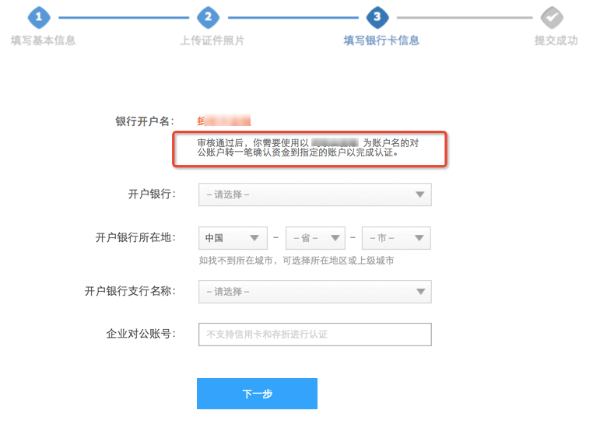 1
2
3
填写基本信息
上传证件照片
填写银行卡信息
提交成功
银行开户名：
审核通过后，你需要使用以 为账户名的对
公账户转一笔确认资金到指定的账户以完成认证。
开户银行： －请选择－
开户银行所在地： 中国 － －省－ － －市－
如找不到所在城市，可选择所在地区或上级城市
开户银行支行名称： －请选择－
企业对公账号： 不支持信用卡和存折进行认证
下一步